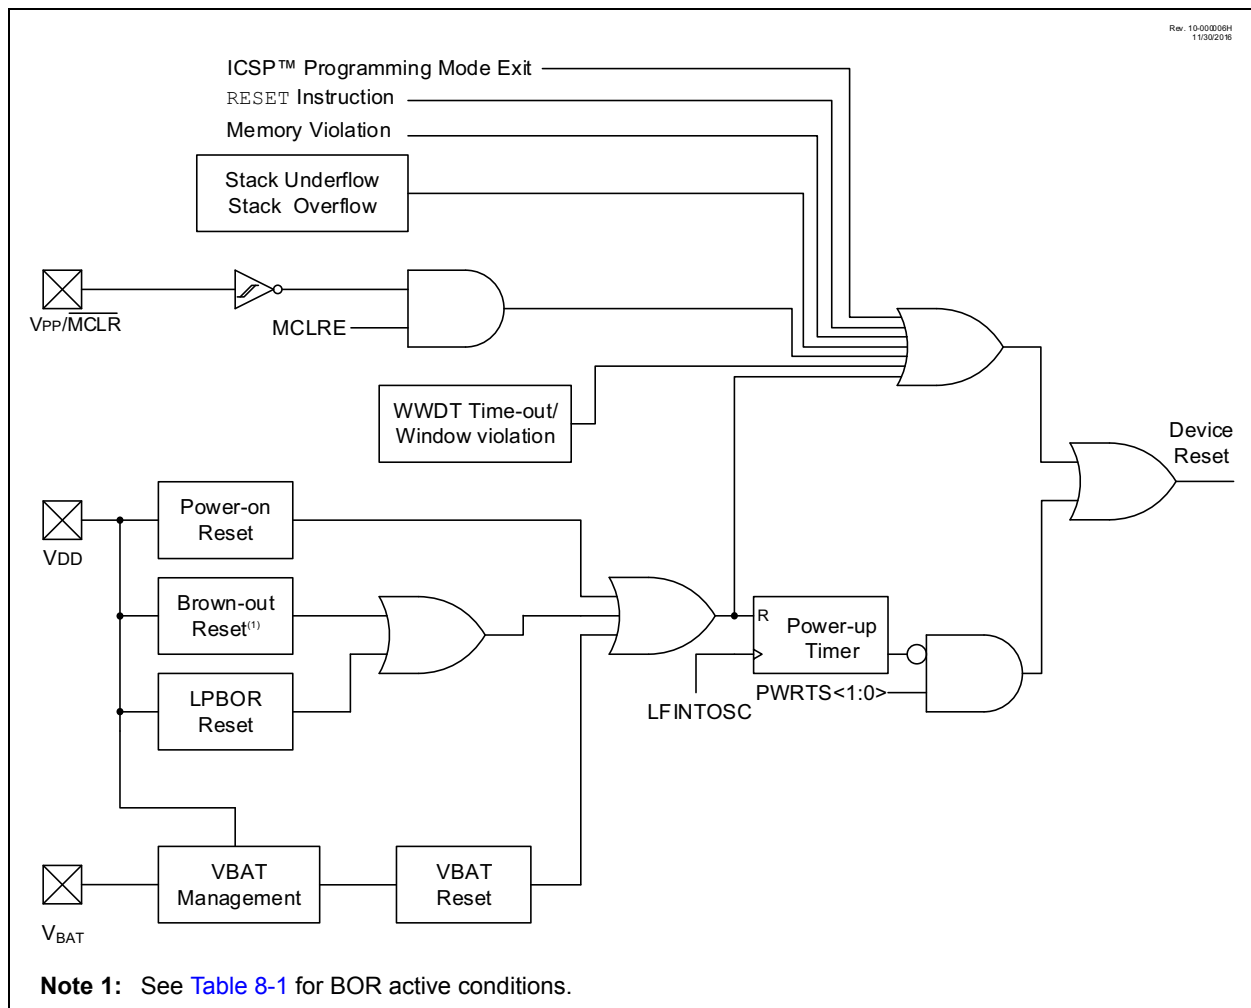 Rev. 10-000006H
11/30/2016
ICSP™ Programming Mode Exit
RESET Instruction
Memory Violation
Stack Underflow
Stack Overflow
VPP/MCLR
MCLRE
WWDT Time-out/
Window violation
Device
Reset
Power-on
Reset
VDD
Brown-out
Reset(1)
R
Power-up
Timer
LPBOR
Reset
PWRTS<1:0>
LFINTOSC
VBAT
Management
VBAT
Reset
VBAT
Note 1: See Table 8-1 for BOR active conditions.